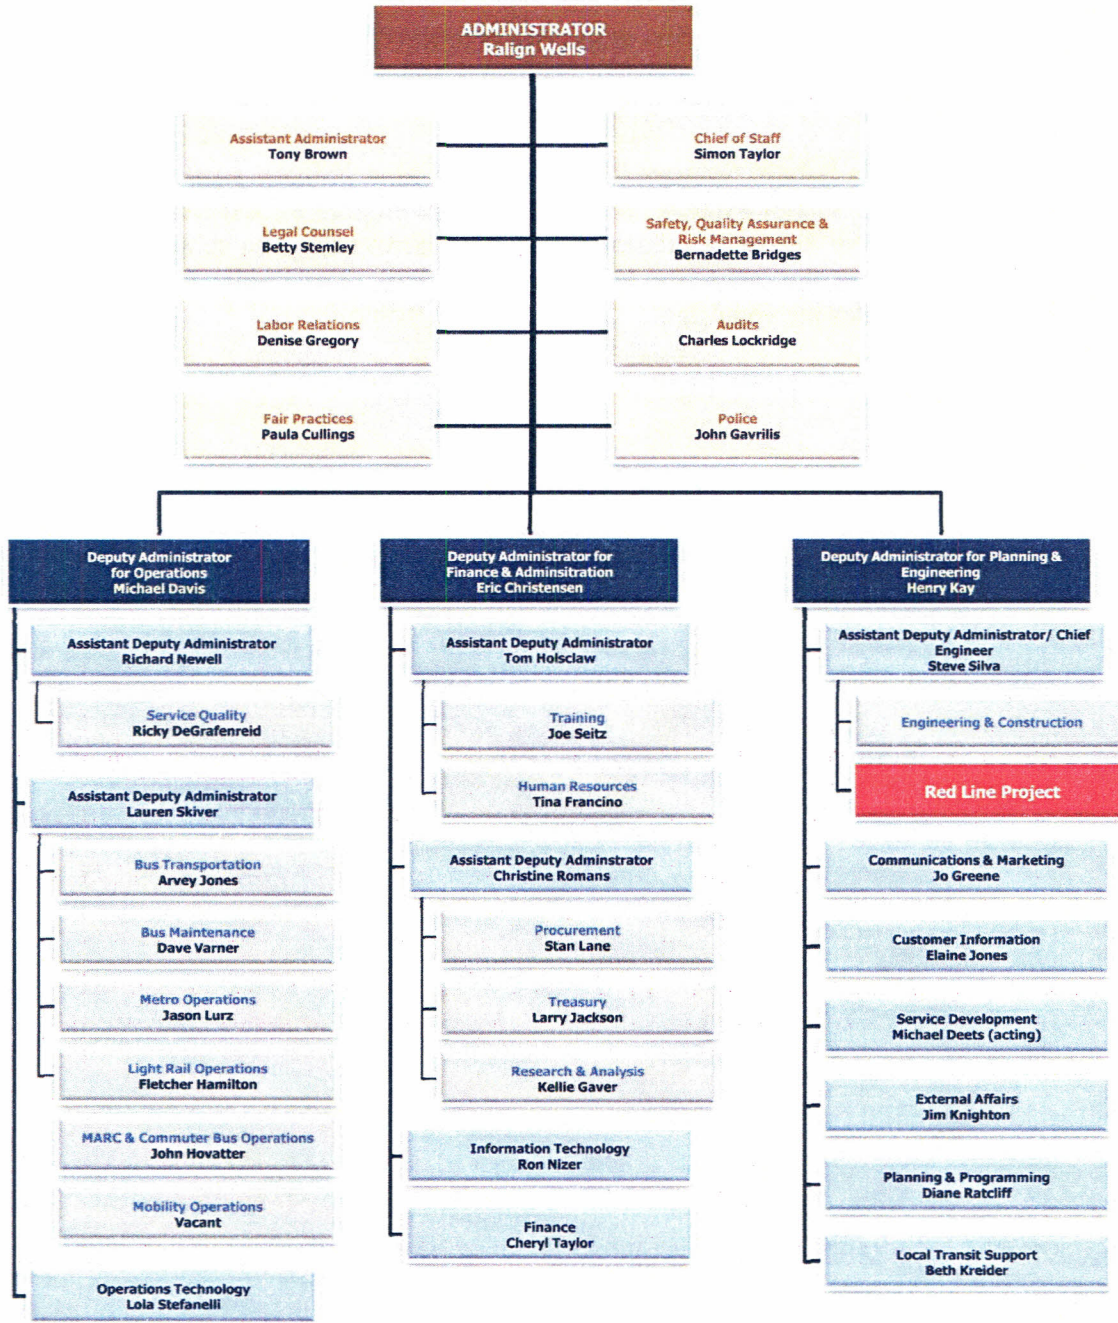 ADMINISTRATOR
Ralign Wells
Assistant Administrator
Tony Brown
Chief of Staff
Simon Taylor
Legal Counsel
Betty Stemley
Safety, Quality Assurance &
Risk Management
Bernadette Bridges
Labor Relations
Denise Gregory
Audits
Charles Lockridge
Fair Practices
Paula Cullings
Police
John Gavrilis
Deputy Administrator
for Operations
Michael Davis
Assistant Deputy Administrator
Richard Newell
Service Quality
Ricky DeGrafenreid
Assistant Deputy Administrator
Lauren Skiver
Bus Transportation
Arvey Jones
Bus Maintenance
Dave Varner
Metro Operations
Jason Lurz
Light Rail Operations
Fletcher Hamilton
MARC & Commuter Bus Operations
John Hovatter
Mobility Operations
Vacant
Operations Technology
Lola Stefanelli
Deputy Administrator for
Finance & Adminsitration
Eric Christensen
Assistant Deputy Administrator
Tom Holsclaw
Training
Joe Seitz
Human Resources
Tina Francino
Assistant Deputy Adminstrator
Christine Romans
Procurement
Stan Lane
Treasury
Larry Jackson
Research & Analysis
Kellie Gaver
Information Technology
Ron Nizer
Finance
Cheryl Taylor
Deputy Administrator for Planning &
Engineering
Henry Kay
Assistant Deputy Administrator/ Chief
Engineer
Steve Silva
Engineering & Construction
Red Line Project
Communications & Marketing
Jo Greene
Customer Information
Elaine Jones
Service Development
Michael Deets (acting)
External Affairs
Jim Knighton
Planning & Programming
Diane Ratcliff
Local Transit Support
Beth Kreider